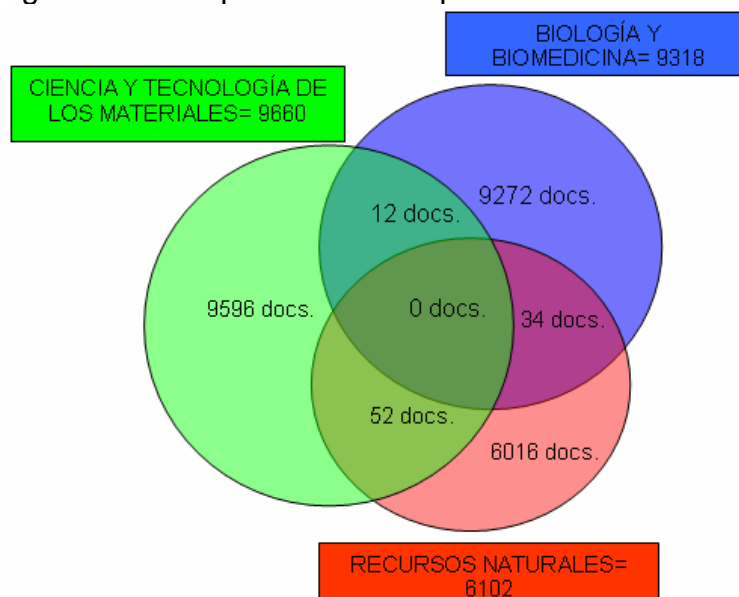 BIOLOGÍA Y
BIOMEDICINA= 9318
CIENCIA Y TECNOLOGÍA DE
LOS MATERIALES= 9660
12 docs.
9272 docs.
9596 docs.
0 docs.
34 docs.
52 docs.
6016 docs.
RECURSOS NATURALES=
6102